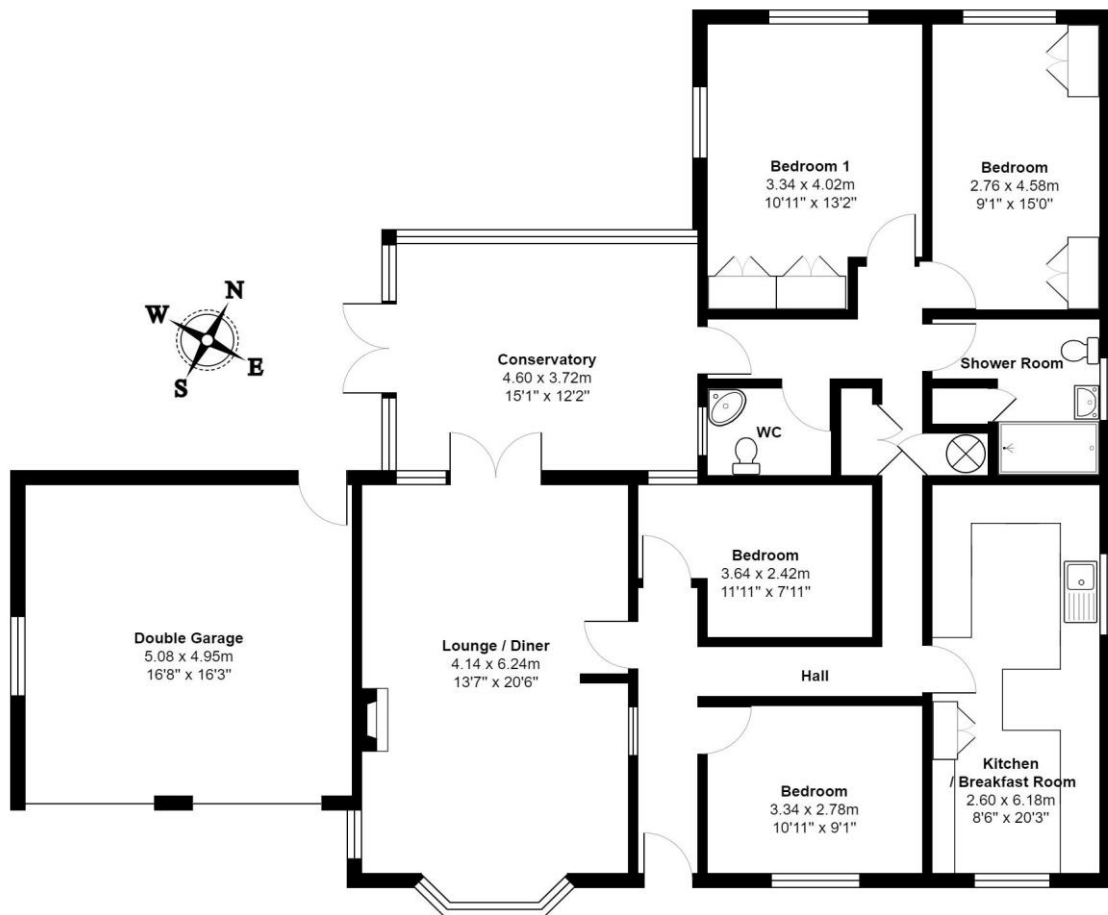 Bedroom 1
3.34 x 4.02m
10'11" x 13'2"
Bedroom
2.76 x 4.58m
9'1" x 15'0"
N
W
E
S
Conservatory
4.60 x 3.72m
15'1" x 12'2"
Shower Room
WC
Bedroom
3.64 x 2.42m
11'11" x 7'11"
Double Garage
5.08 x 4.95m
16'8" x 16'3"
Lounge / Diner
4.14 x 6.24m
13'7" x 20'6"
Hall
Bedroom
3.34 x 2.78m
10'11" x 9'1"
Kitchen
/ Breakfast Room
2.60 x 6.18m
8'6" x 20'3"